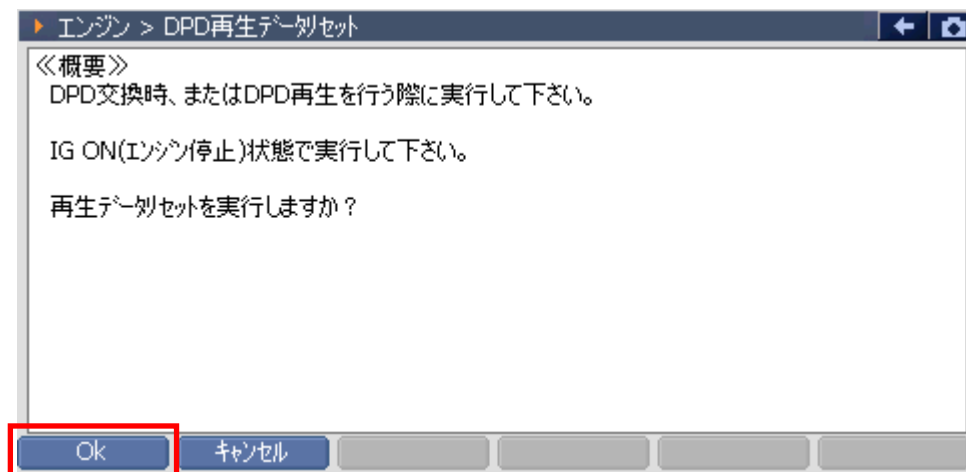 エンジン > DPD再生ﾃﾞｰﾀﾘｾｯﾄ
≪概要≫
DPD交換時、またはDPD再生を行う際に実行して下さい。
IG ON(ｴﾝｼﾞﾝ停止)状態で実行して下さい。
再生ﾃﾞｰﾀﾘｾｯﾄを実行しますか？
Ok
ｷｬﾝｾﾙ